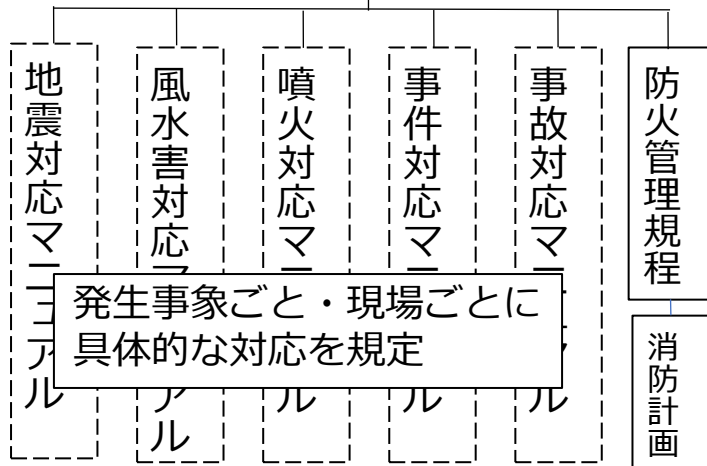 地震対応マニュアル
風水害対応マニュアル
噴火対応マニュアル
事件対応マニュアル
事故対応マニュアル
防火管理規程
消防計画
発生事象ごと・現場ごとに
具体的な対応を規定